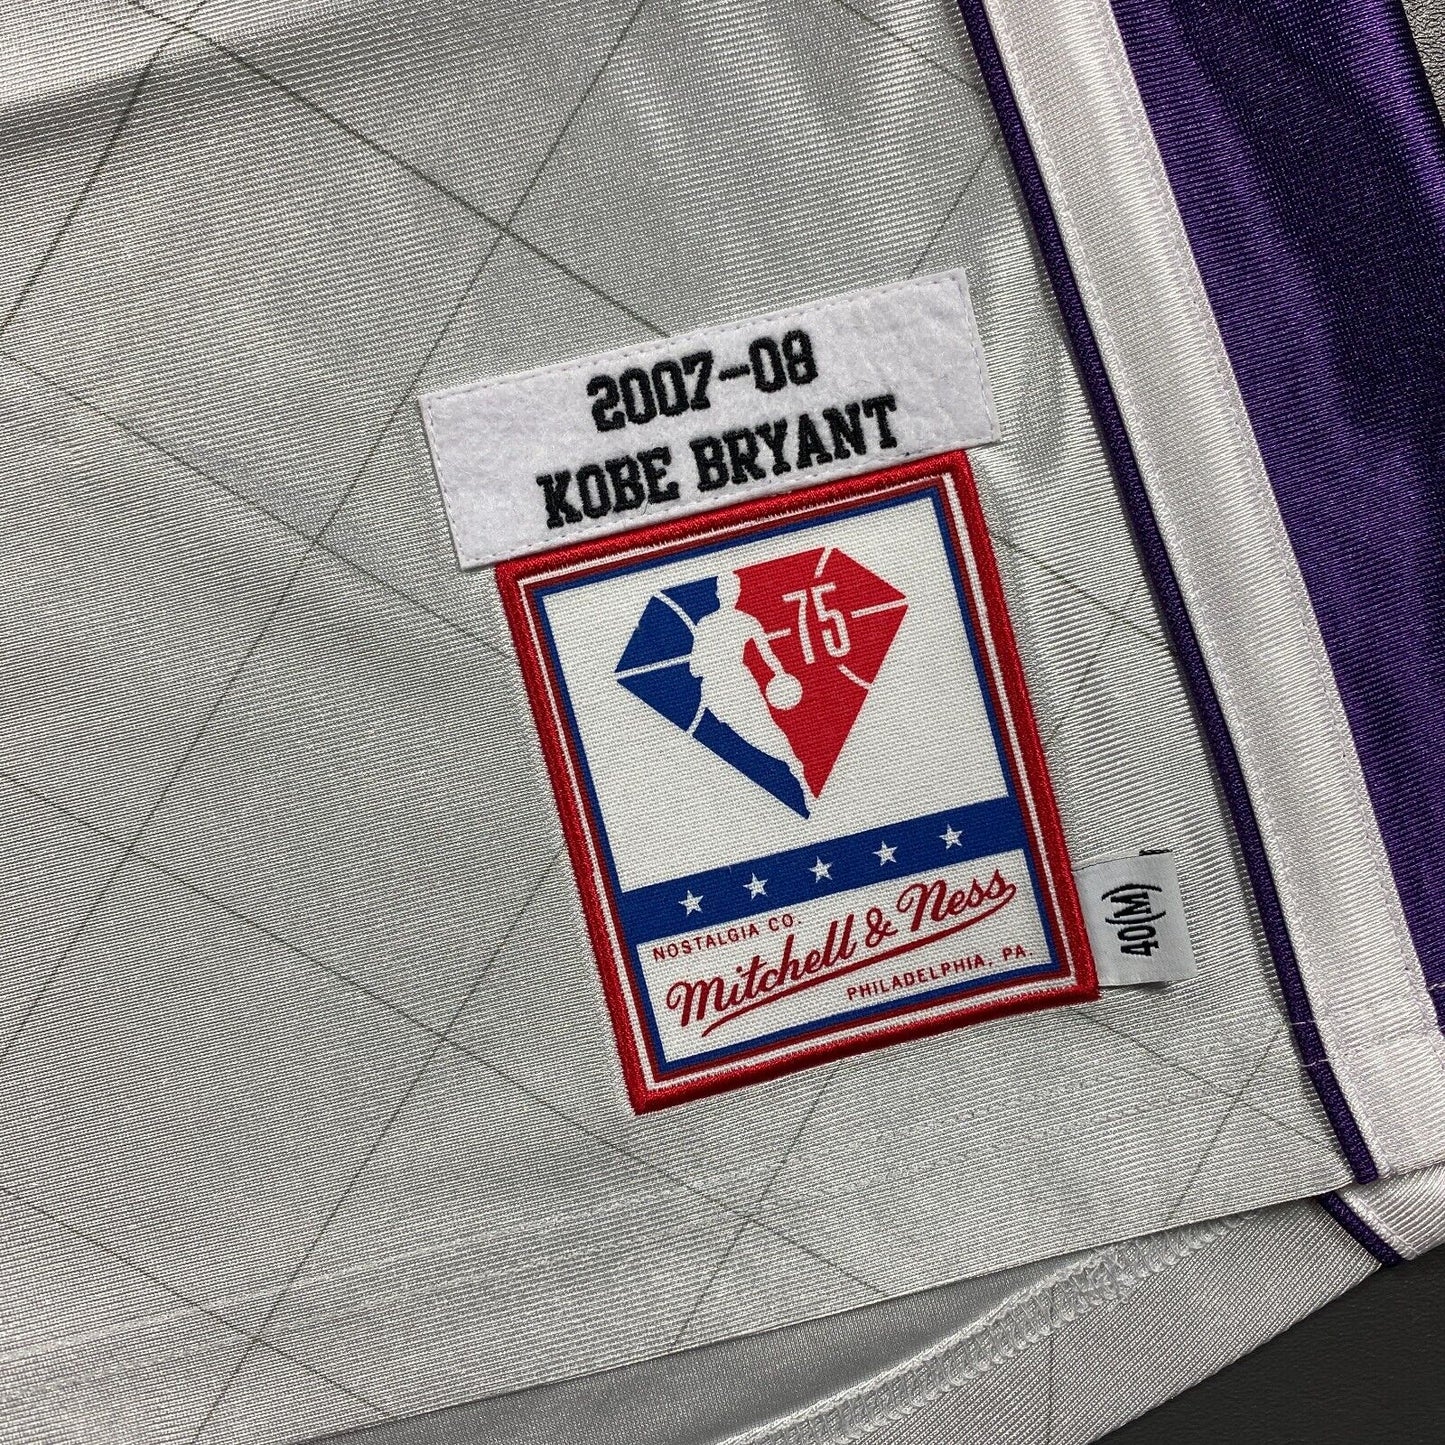 2007-08
KOBE BRYANT
75
NOSTALGIA CO.
Mitchell & Ness
PHILADELPHIA, PA.
40(M)